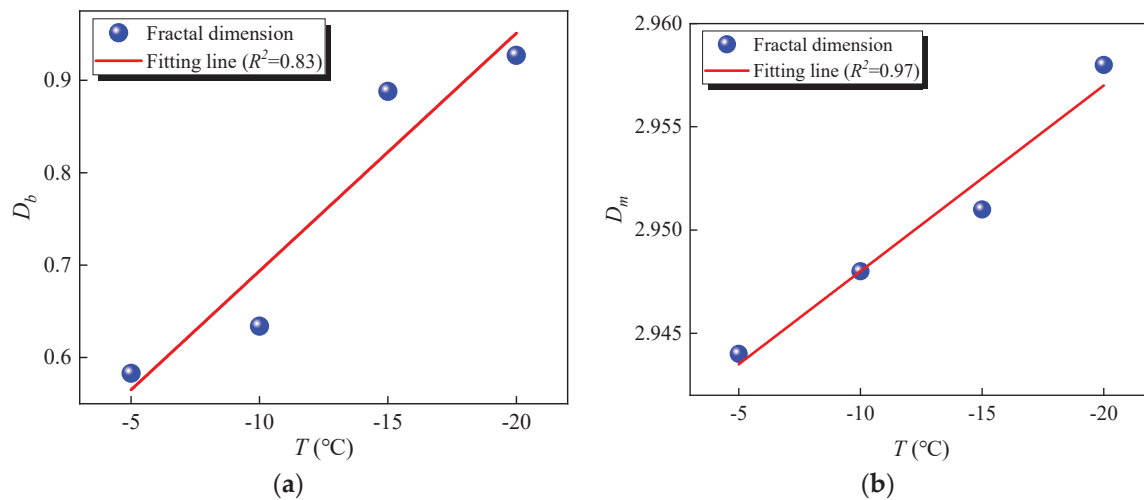 Fractal dimension
Fitting line (R²=0.83)
0.9
0.8
0.7
0.6
D_b
-5 -10 -15 -20
T (°C)
(a)
2.960
Fractal dimension
Fitting line (R²=0.97)
2.955
2.950
2.945
D_m
-5 -10 -15 -20
T (°C)
(b)